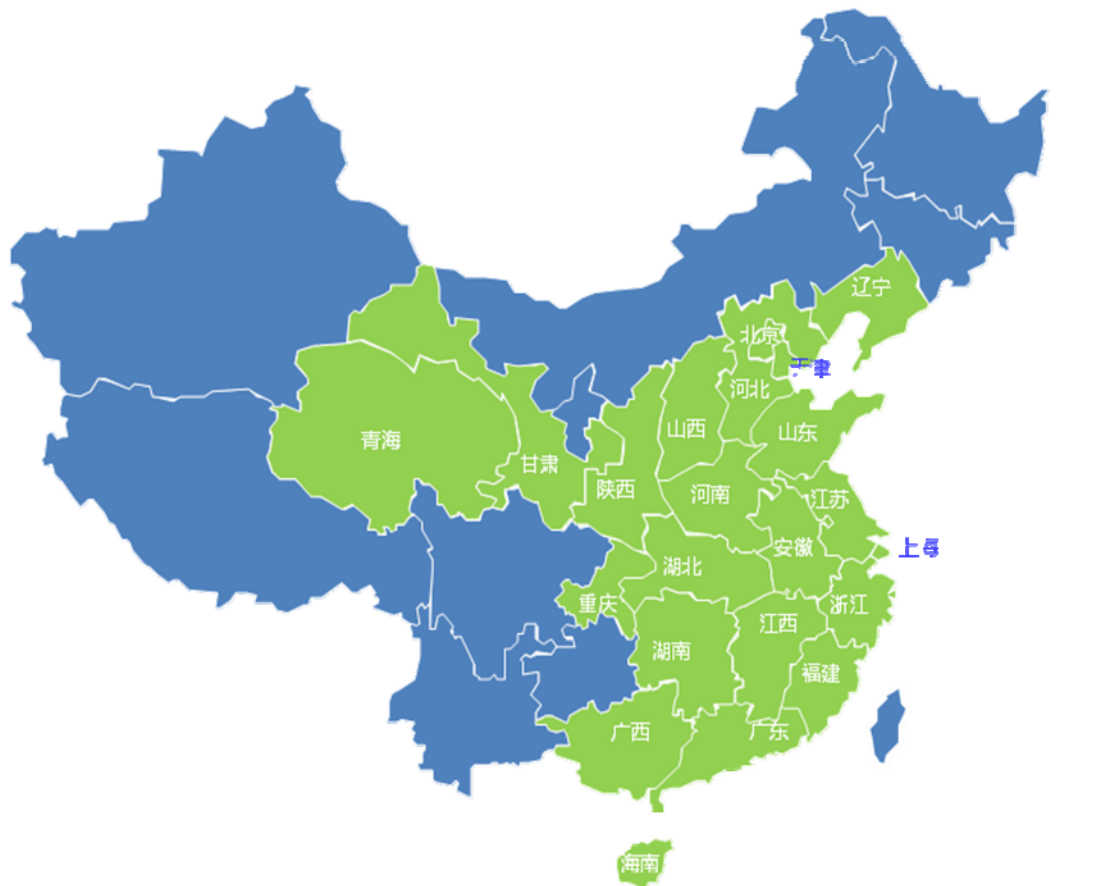 辽宁
北京
天津
河北
山西
山东
青海
甘肃
陕西
河南
江苏
上海
安徽
湖北
重庆
浙江
江西
湖南
福建
广西
广东
海南